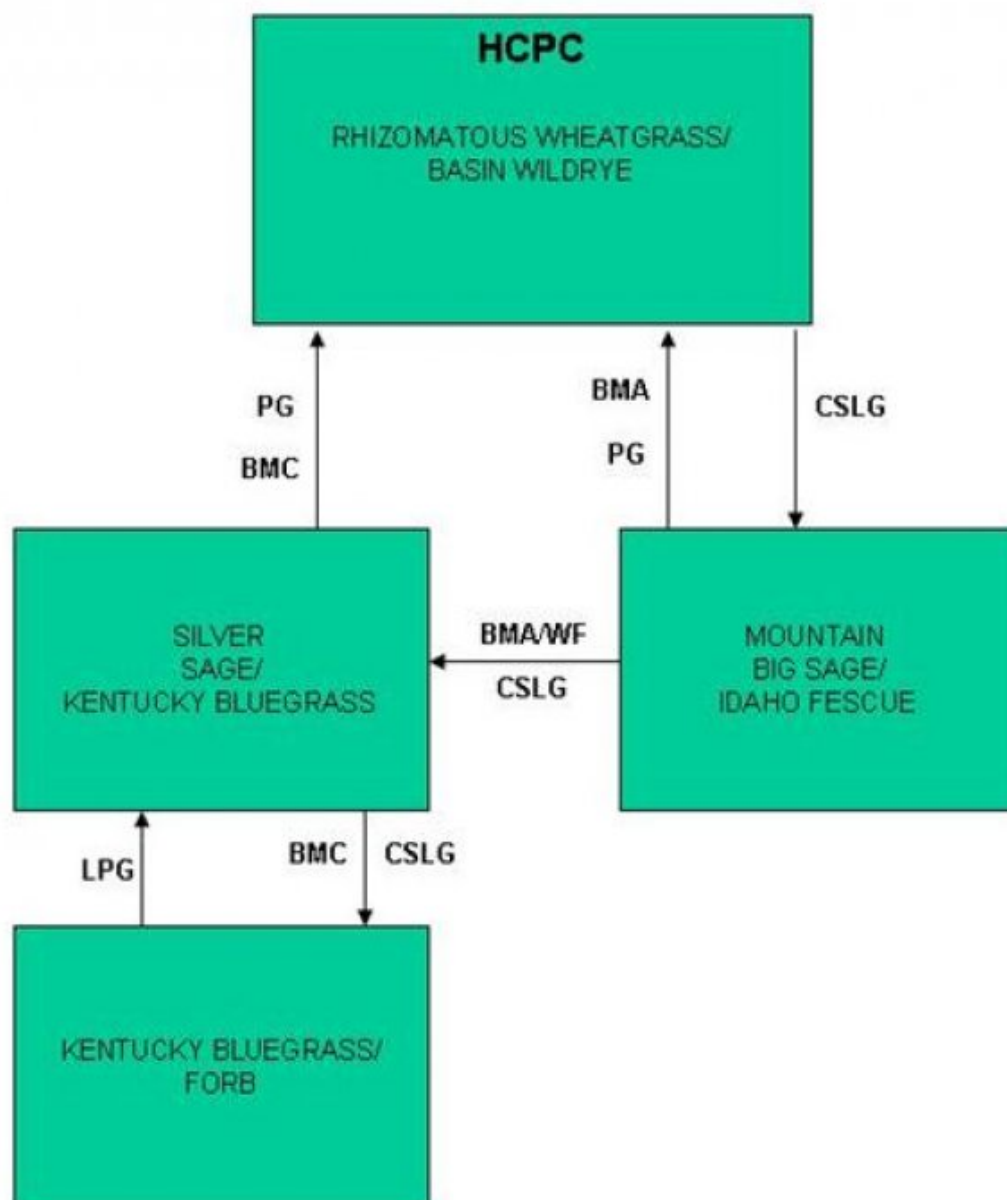 HCPC
RHIZOMATOUS WHEATGRASS/
BASIN WILDRYE
PG
BMC
BMA
PG
CSLG
SILVER
SAGE/
KENTUCKY BLUEGRASS
BMA/WF
CSLG
MOUNTAIN
BIG SAGE/
IDAHO FESCUE
LPG
BMC
CSLG
KENTUCKY BLUEGRASS/
FORB